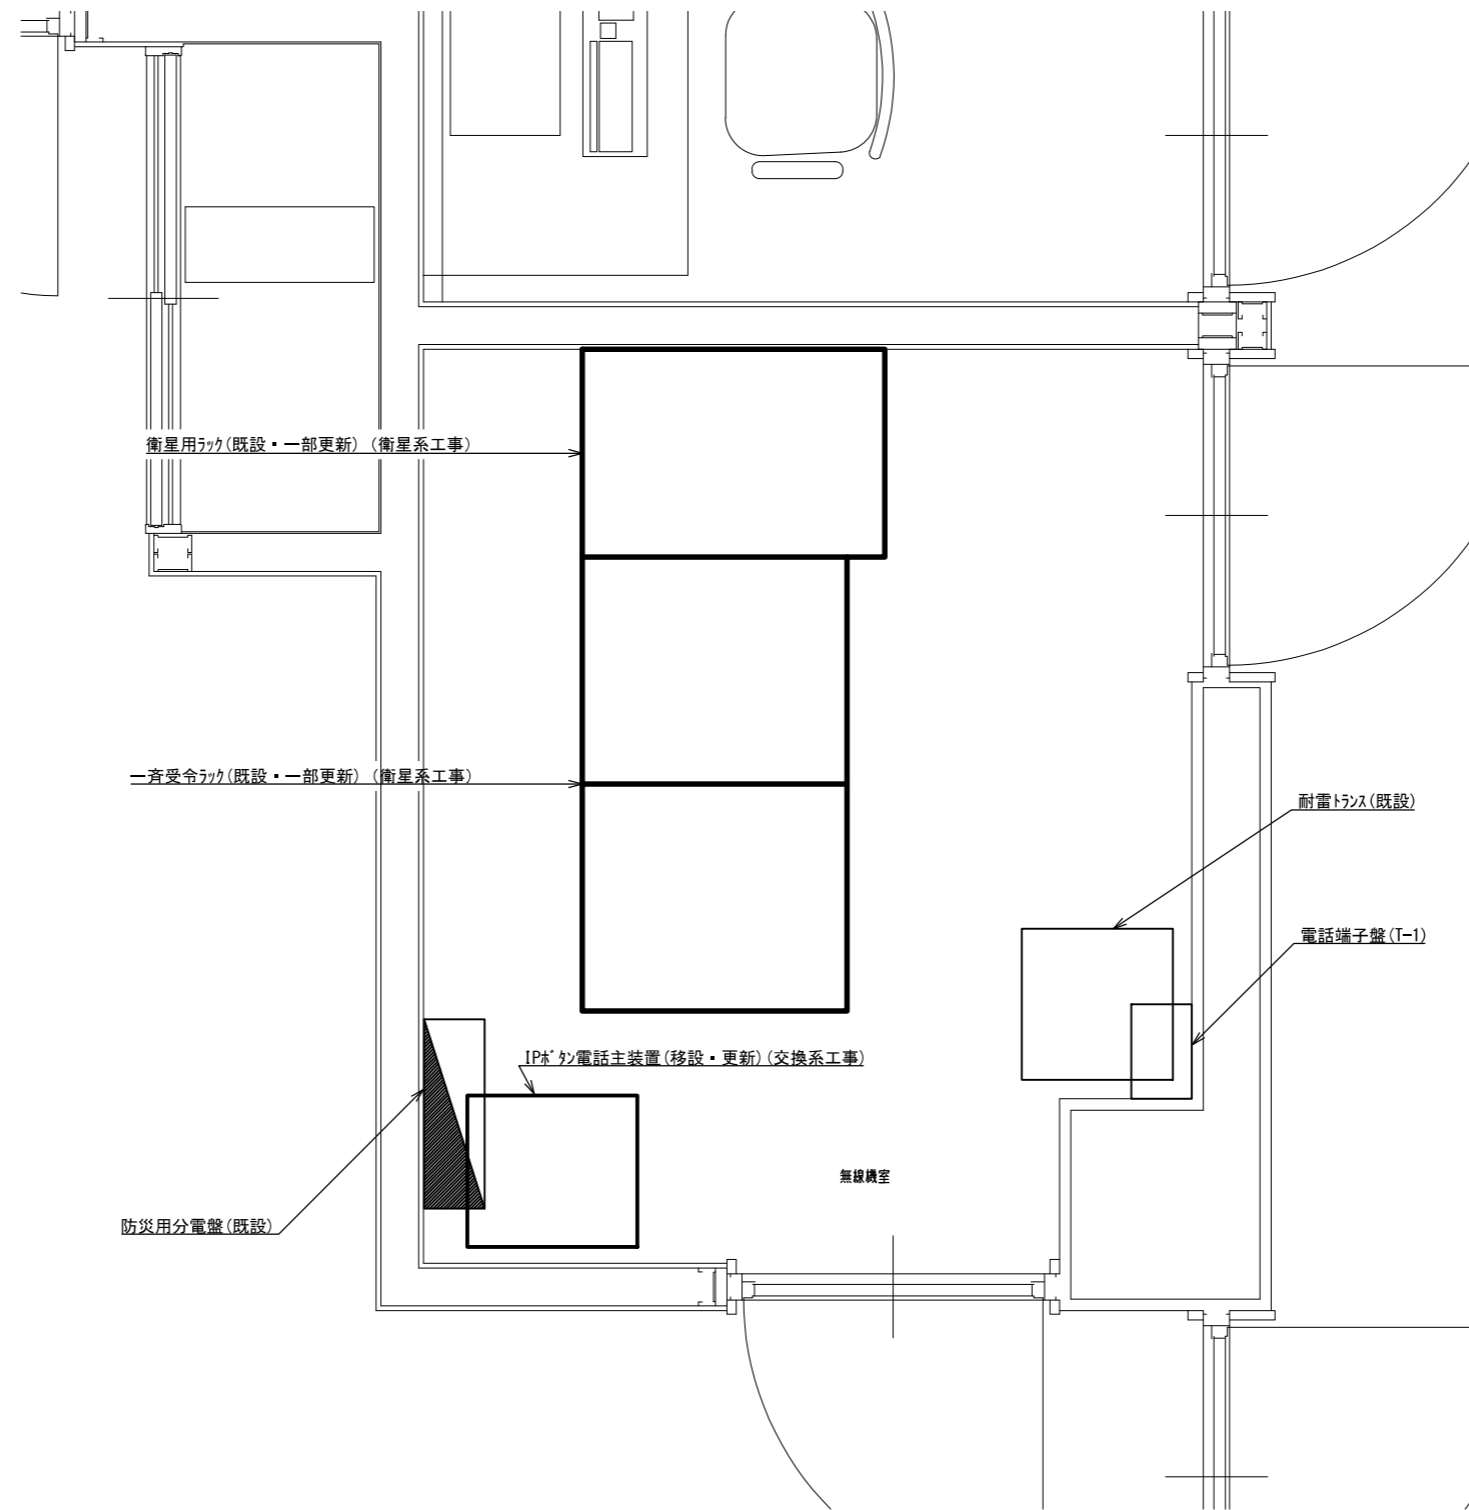 衛星用ﾗｯｸ(既設・一部更新)(衛星系工事)
一斉受令ﾗｯｸ(既設・一部更新)(衛星系工事)
耐雷ﾄﾗﾝｽ(既設)
電話端子盤(T-1)
IPﾎﾞﾀﾝ電話主装置(移設・更新)(交換系工事)
無線機室
防災用分電盤(既設)